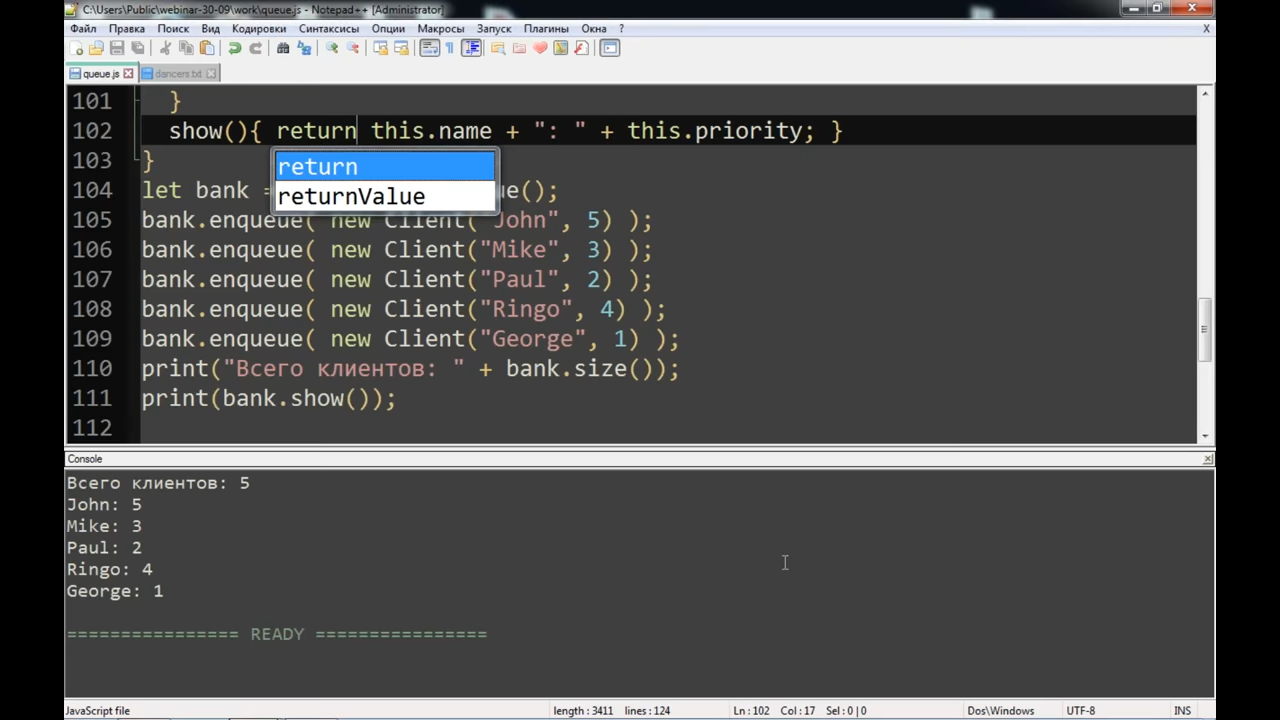 C:\Users\Public\webinar-30-09\work\queue.js - Notepad++ [Administrator]
Файл Правка Поиск Вид Кодировки Синтаксисы Опции Макросы Запуск Плагины Окна ? X
queue.js dancers.txt
101 }
102 show(){ return this.name + ": " + this.priority; }
103 }
return
returnValue
104 let bank = ue();
105 bank.enqueue( new Client("John", 5) );
106 bank.enqueue( new Client("Mike", 3) );
107 bank.enqueue( new Client("Paul", 2) );
108 bank.enqueue( new Client("Ringo", 4) );
109 bank.enqueue( new Client("George", 1) );
110 print("Всего клиентов: " + bank.size());
111 print(bank.show());
112
Console
Всего клиентов: 5
John: 5
Mike: 3
Paul: 2
Ringo: 4
George: 1
================ READY ================
JavaScript file length : 3411 lines : 124 Ln : 102 Col : 17 Sel : 0 | 0 Dos\Windows UTF-8 INS